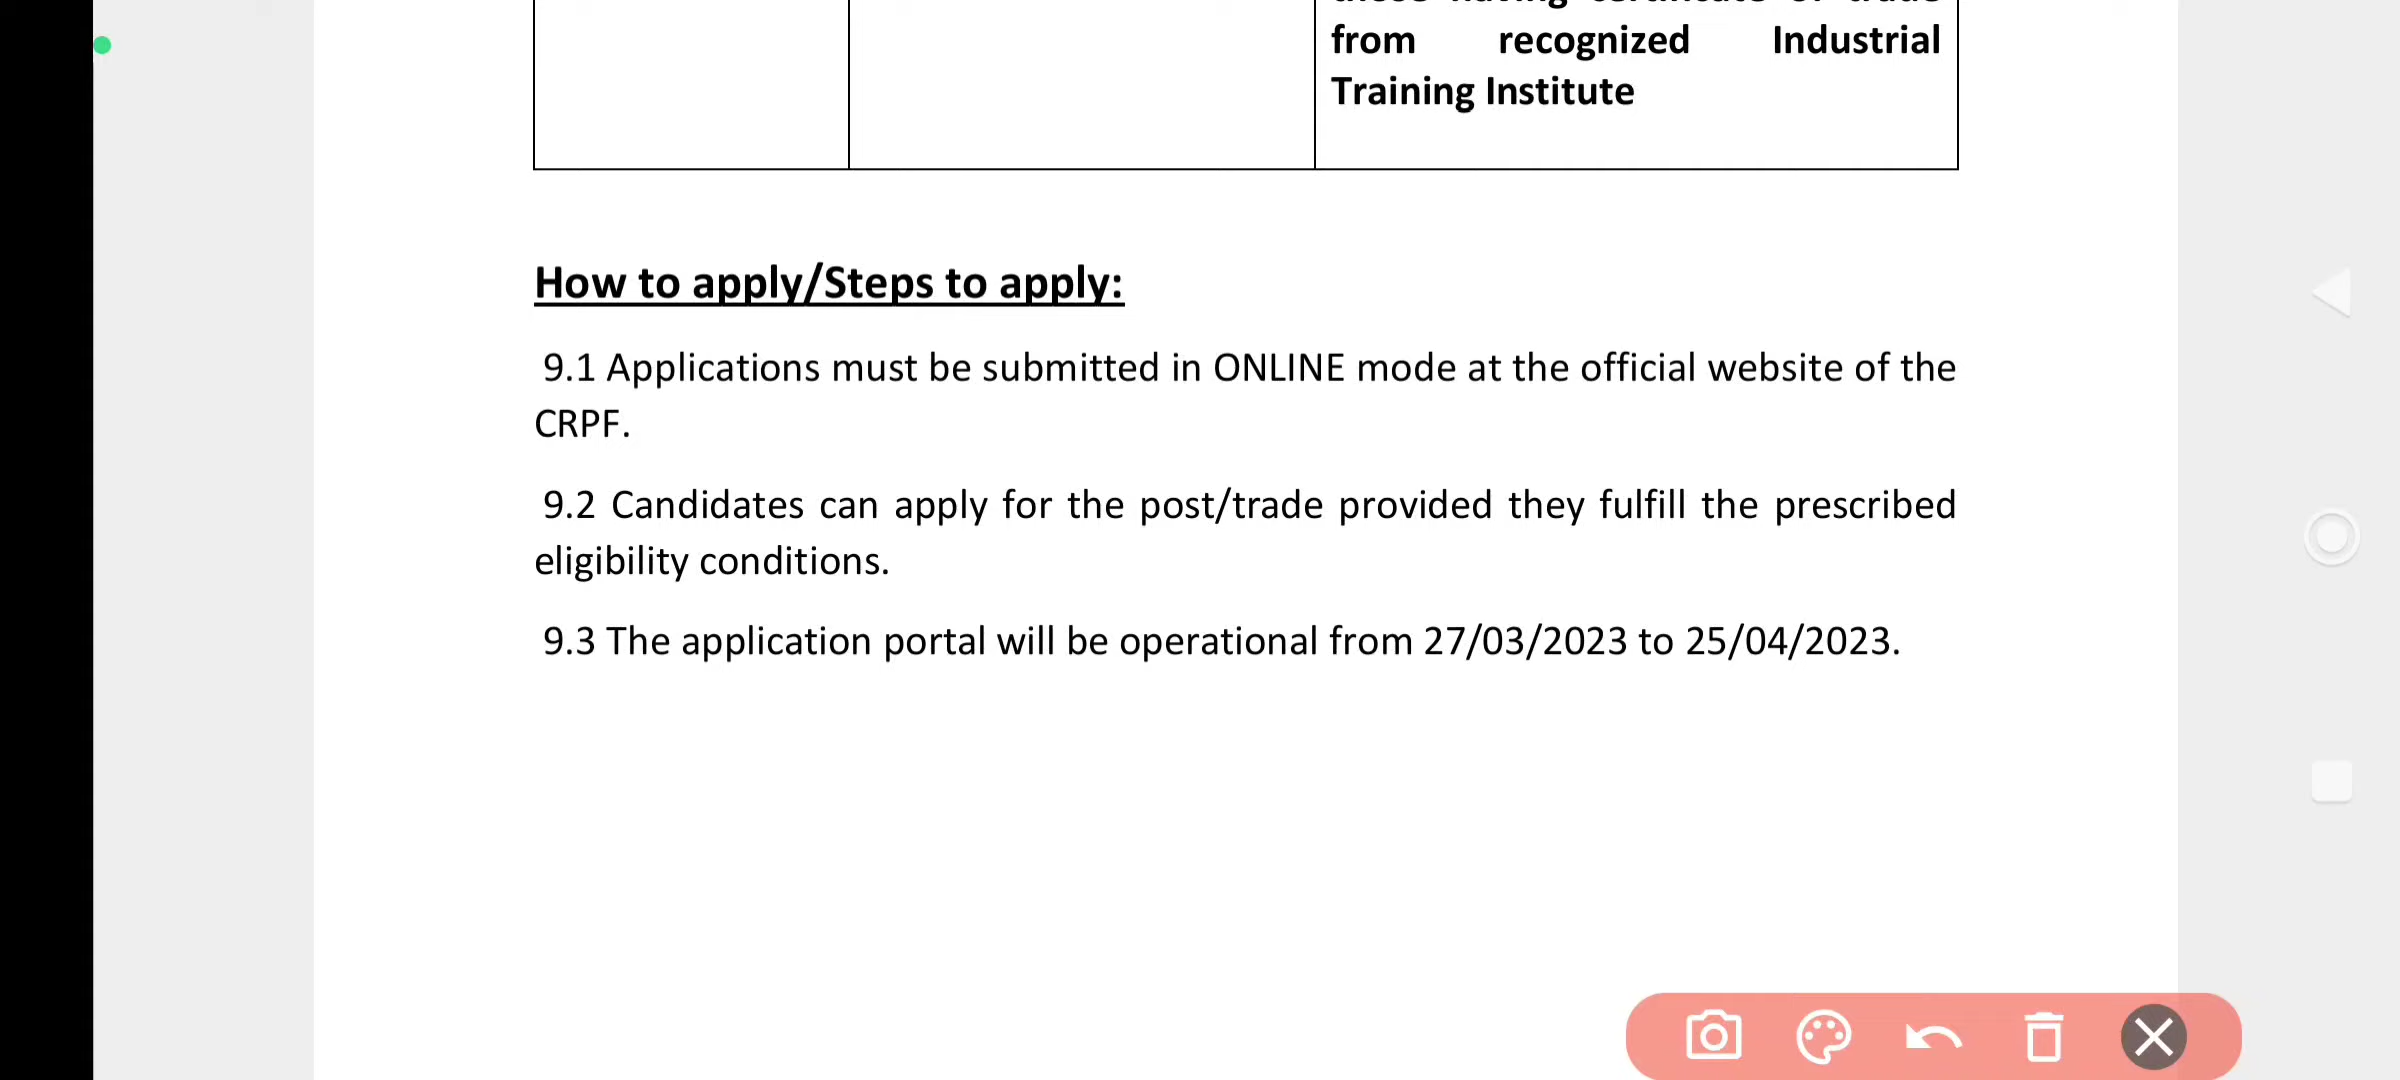 from recognized Industrial
Training Institute
How to apply/Steps to apply:
9.1 Applications must be submitted in ONLINE mode at the official website of the
CRPF.
9.2 Candidates can apply for the post/trade provided they fulfill the prescribed
eligibility conditions.
9.3 The application portal will be operational from 27/03/2023 to 25/04/2023.